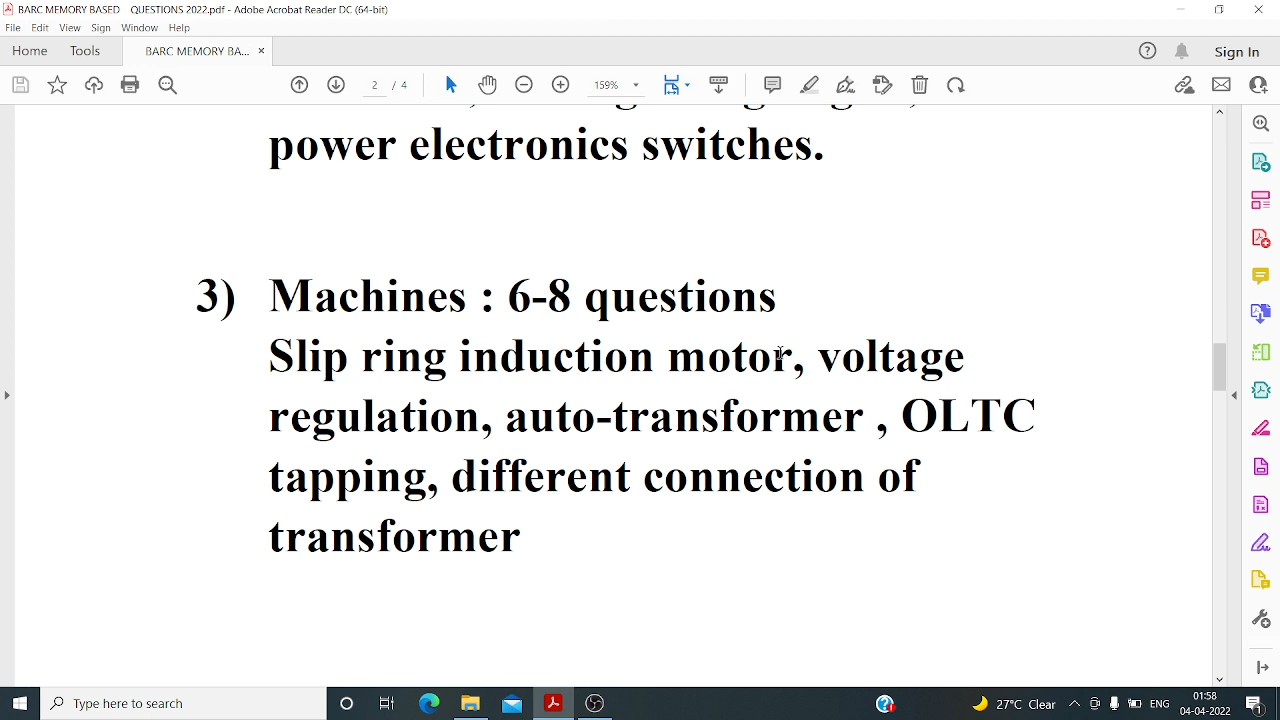 BARC MEMORY BASED QUESTIONS 2022.pdf - Adobe Acrobat Reader DC (64-bit)
File Edit View Sign Window Help
Home Tools BARC MEMORY BA... × Sign In
2 / 4 159%
power electronics switches.
3) Machines : 6-8 questions
Slip ring induction motor, voltage
regulation, auto-transformer , OLTC
tapping, different connection of
transformer
Type here to search
27°C Clear ENG 01:58
04-04-2022